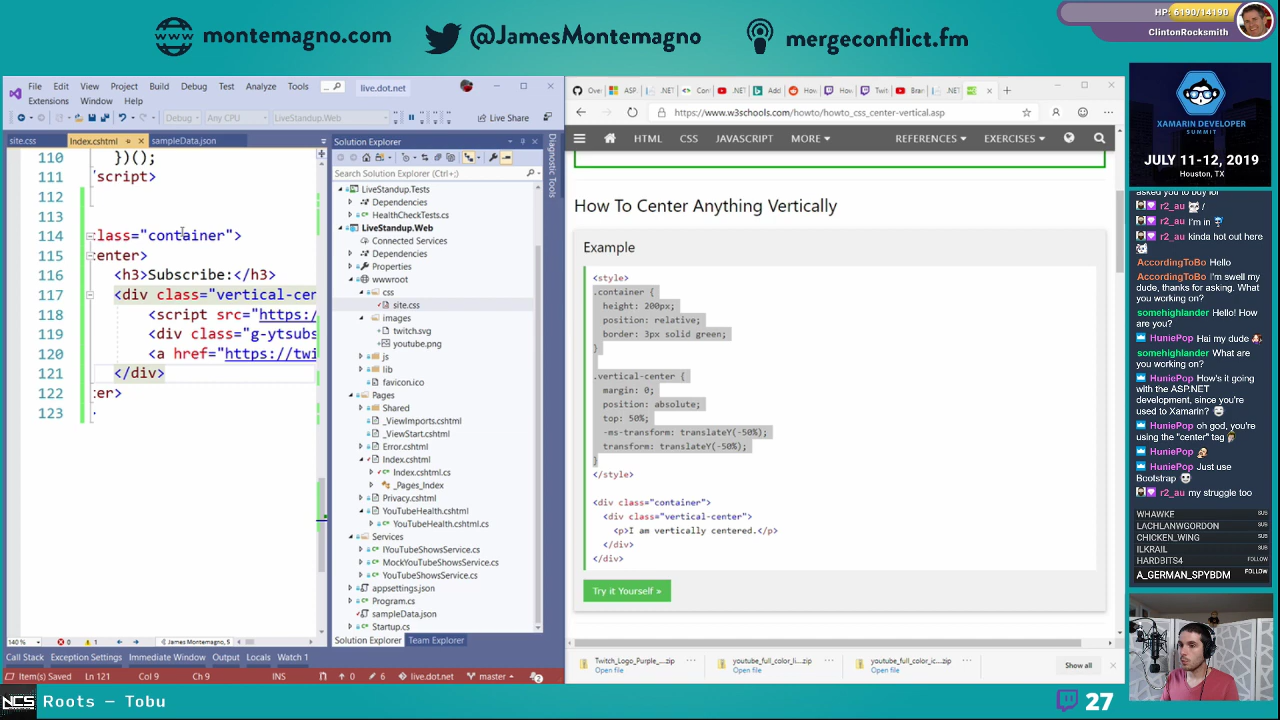 montemagno.com
@JamesMontemagno
mergeconflict.fm
HP: 6190/14190
ClintonRocksmith
File Edit View Project Build Debug Test Analyze Tools
live.dot.net
Extensions Window Help
Debug Any CPU LiveStandup.Web
Live Share
site.css Index.cshtml sampleData.json
110 })();
111 script>
112
113
114 class="container">
115 enter>
116 <h3>Subscribe:</h3>
117 <div class="vertical-cen
118 <script src="https:/
119 <div class="g-ytsubs
120 <a href="https://twi
121 </div>
122 er>
123
140 %
0
1
James Montemagno, 5
Solution Explorer
Search Solution Explorer (Ctrl+;)
LiveStandup.Tests
Dependencies
HealthCheckTests.cs
LiveStandup.Web
Connected Services
Dependencies
Properties
wwwroot
css
site.css
images
twitch.svg
youtube.png
js
lib
favicon.ico
Pages
Shared
_ViewImports.cshtml
_ViewStart.cshtml
Error.cshtml
Index.cshtml
Index.cshtml.cs
_Pages_Index
Privacy.cshtml
YouTubeHealth.cshtml
YouTubeHealth.cshtml.cs
Services
IYouTubeShowsService.cs
MockYouTubeShowsService.cs
YouTubeShowsService.cs
appsettings.json
Program.cs
sampleData.json
Startup.cs
Solution Explorer Team Explorer
Diagnostic Tools
Call Stack Exception Settings Immediate Window Output Locals Watch 1
Item(s) Saved Ln 121 Col 9 Ch 9 INS 0 6 live.dot.net master 2
https://www.w3schools.com/howto/howto_css_center-vertical.asp
HTML CSS JAVASCRIPT MORE REFERENCES EXERCISES
How To Center Anything Vertically
Example
<style>
.container {
height: 200px;
position: relative;
border: 3px solid green;
}
.vertical-center {
margin: 0;
position: absolute;
top: 50%;
-ms-transform: translateY(-50%);
transform: translateY(-50%);
}
</style>
<div class="container">
<div class="vertical-center">
<p>I am vertically centered.</p>
</div>
</div>
Try it Yourself »
Twitch_Logo_Purple_....zip
Open file
youtube_full_color_li....zip
Open file
youtube_full_color_ic....zip
Open file
Show all
XAMARIN DEVELOPER
SUMMIT
JULY 11-12, 2019
Houston, TX
asked you to buy for
r2_au /
r2_au I'm in
r2_au kinda hot out here
AccordingToBo Hello
AccordingToBo I'm swell my
dude, thanks for asking. What
you working on?
somehighlander Hello! How
are you?
HuniePop Hai my dude
somehighlander What are
you working on?
HuniePop How's it going
with the ASP.NET
development, since you're
used to Xamarin?
HuniePop oh god, you're
using the "center" tag
HuniePop
HuniePop Just use
Bootstrap
r2_au my struggle too
WHAWKE SUB
LACHLANWGORDON SUB
CHICKEN_WING SUB
ILKRAIL SUB
HARDBITS4 FOLLOW
A_GERMAN_SPYBDM FOLLOW
NCS Roots – Tobu
27